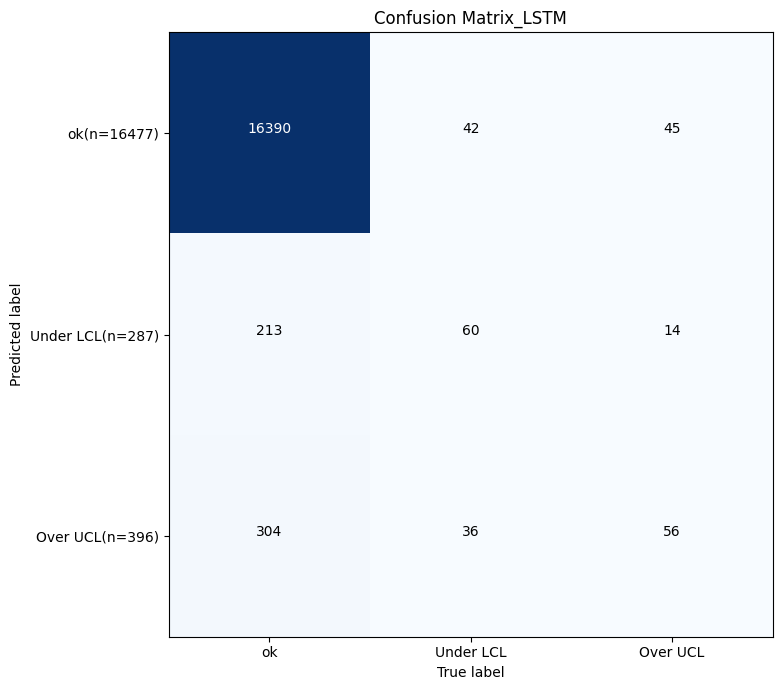 Confusion Matrix_LSTM
ok(n=16477)
16390 42 45
Under LCL(n=287)
213 60 14
Over UCL(n=396)
304 36 56
Predicted label
ok Under LCL Over UCL
True label